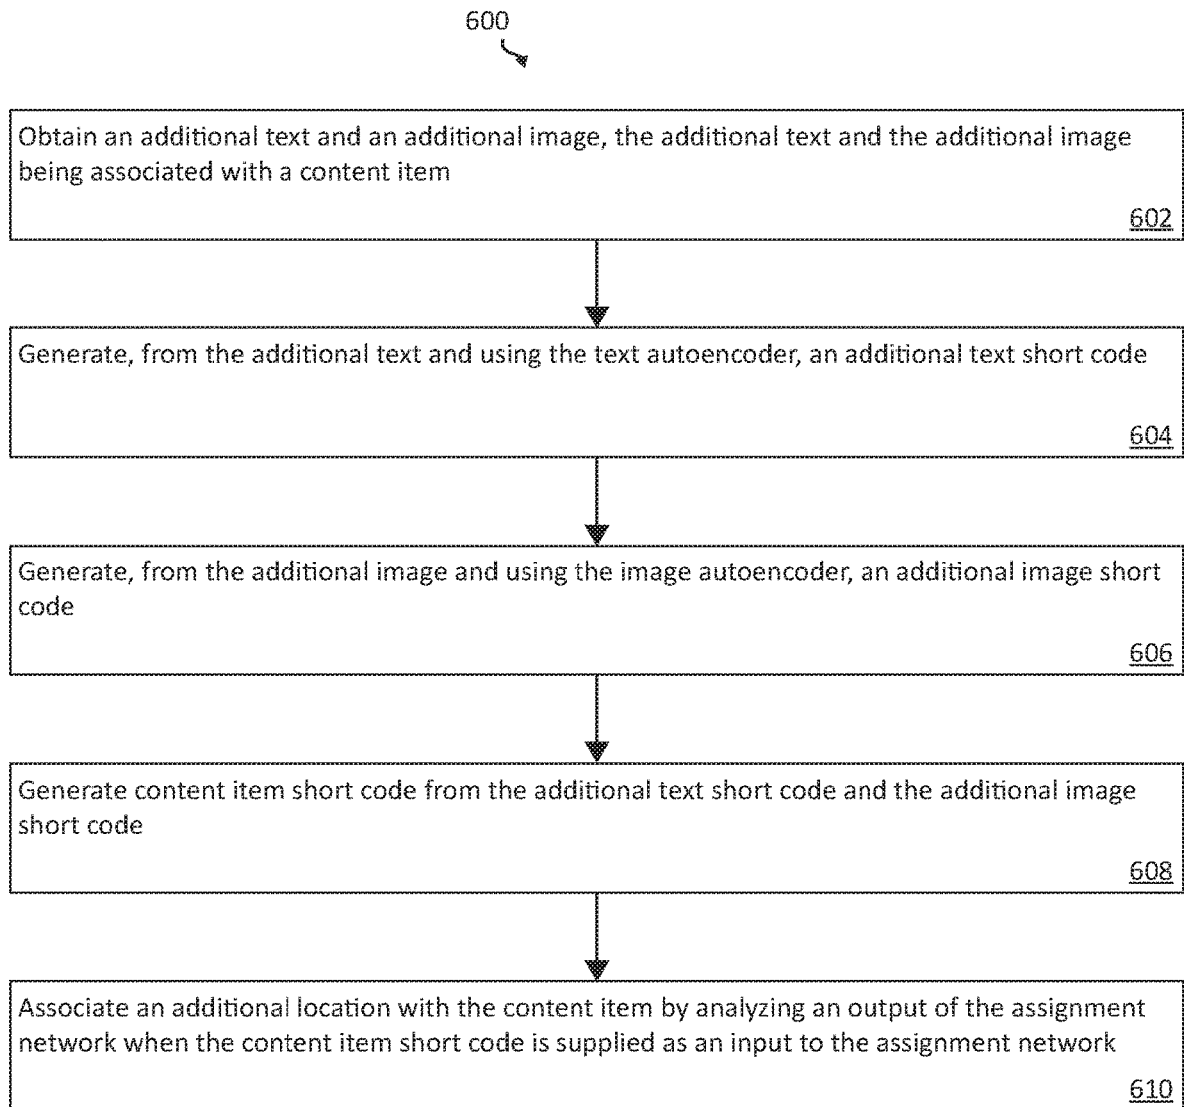 600
Obtain an additional text and an additional image, the additional text and the additional image
being associated with a content item
602
Generate, from the additional text and using the text autoencoder, an additional text short code
604
Generate, from the additional image and using the image autoencoder, an additional image short
code
606
Generate content item short code from the additional text short code and the additional image
short code
608
Associate an additional location with the content item by analyzing an output of the assignment
network when the content item short code is supplied as an input to the assignment network
610